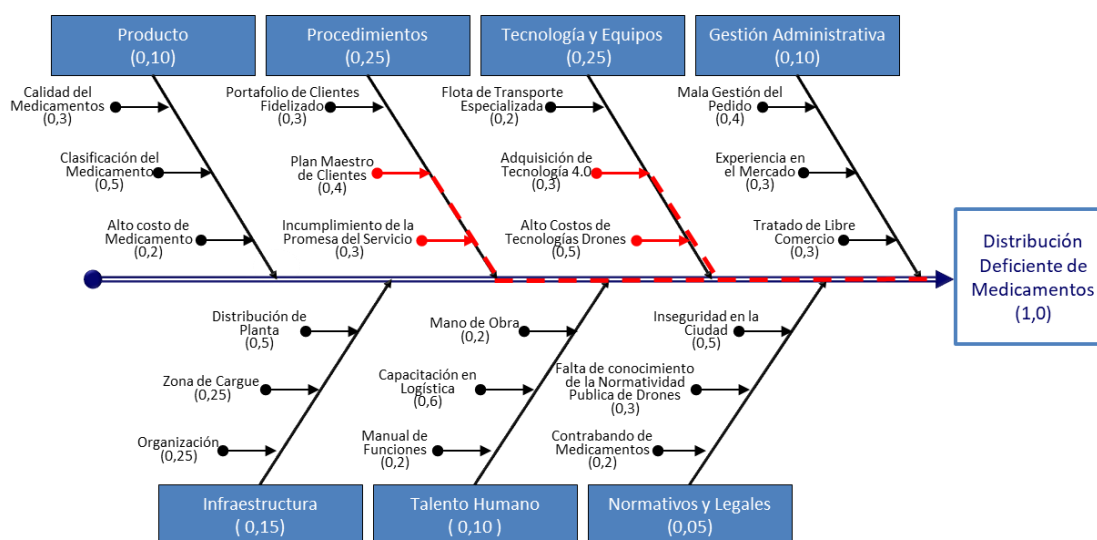 Producto
(0,10)
Procedimientos
(0,25)
Tecnología y Equipos
(0,25)
Gestión Administrativa
(0,10)
Calidad del
Medicamentos
(0,3)
Clasificación del
Medicamento
(0,5)
Alto costo de
Medicamento
(0,2)
Portafolio de Clientes
Fidelizado
(0,3)
Plan Maestro
de Clientes
(0,4)
Incumplimiento de la
Promesa del Servicio
(0,3)
Flota de Transporte
Especializada
(0,2)
Adquisición de
Tecnología 4.0
(0,3)
Alto Costos de
Tecnologías Drones
(0,5)
Mala Gestión del
Pedido
(0,4)
Experiencia en
el Mercado
(0,3)
Tratado de Libre
Comercio
(0,3)
Distribución
Deficiente de
Medicamentos
(1,0)
Distribución de
Planta
(0,5)
Zona de Cargue
(0,25)
Organización
(0,25)
Mano de Obra
(0,2)
Capacitación en
Logística
(0,6)
Manual de
Funciones
(0,2)
Inseguridad en la
Ciudad
(0,5)
Falta de conocimiento
de la Normatividad
Publica de Drones
(0,3)
Contrabando de
Medicamentos
(0,2)
Infraestructura
( 0,15)
Talento Humano
( 0,10 )
Normativos y Legales
(0,05)